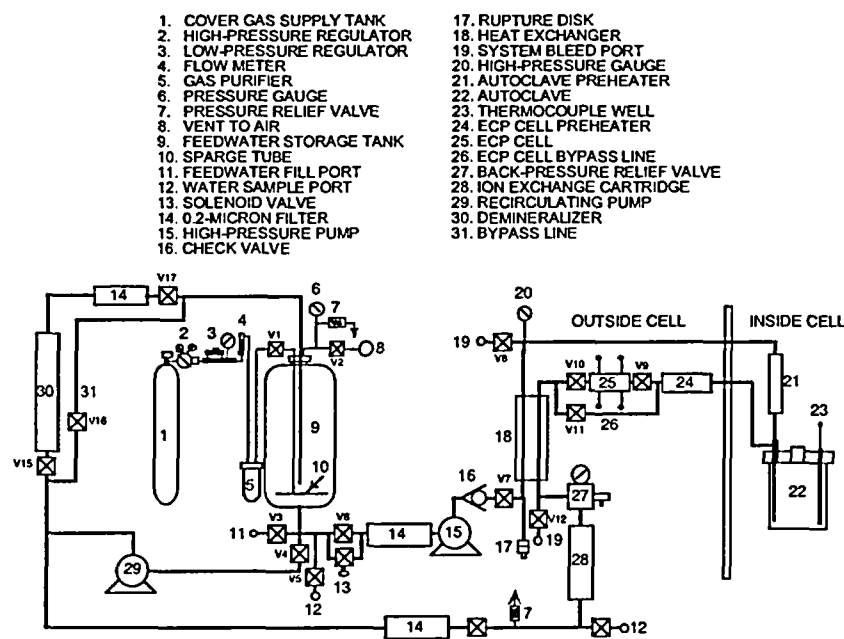 1. COVER GAS SUPPLY TANK
2. HIGH-PRESSURE REGULATOR
3. LOW-PRESSURE REGULATOR
4. FLOW METER
5. GAS PURIFIER
6. PRESSURE GAUGE
7. PRESSURE RELIEF VALVE
8. VENT TO AIR
9. FEEDWATER STORAGE TANK
10. SPARGE TUBE
11. FEEDWATER FILL PORT
12. WATER SAMPLE PORT
13. SOLENOID VALVE
14. 0.2-MICRON FILTER
15. HIGH-PRESSURE PUMP
16. CHECK VALVE
17. RUPTURE DISK
18. HEAT EXCHANGER
19. SYSTEM BLEED PORT
20. HIGH-PRESSURE GAUGE
21. AUTOCLAVE PREHEATER
22. AUTOCLAVE
23. THERMOCOUPLE WELL
24. ECP CELL PREHEATER
25. ECP CELL
26. ECP CELL BYPASS LINE
27. BACK-PRESSURE RELIEF VALVE
28. ION EXCHANGE CARTRIDGE
29. RECIRCULATING PUMP
30. DEMINERALIZER
31. BYPASS LINE
V17
14
6
20
4
7
2
3
OUTSIDE CELL
INSIDE CELL
V1
V2
8
19
V8
V10
V9
30
31
1
9
25
24
21
23
V16
18
V11
26
V15
5
10
16
V7
27
22
11
V3
V6
14
15
V12
V4
17
19
28
29
V5
12
13
14
7
12